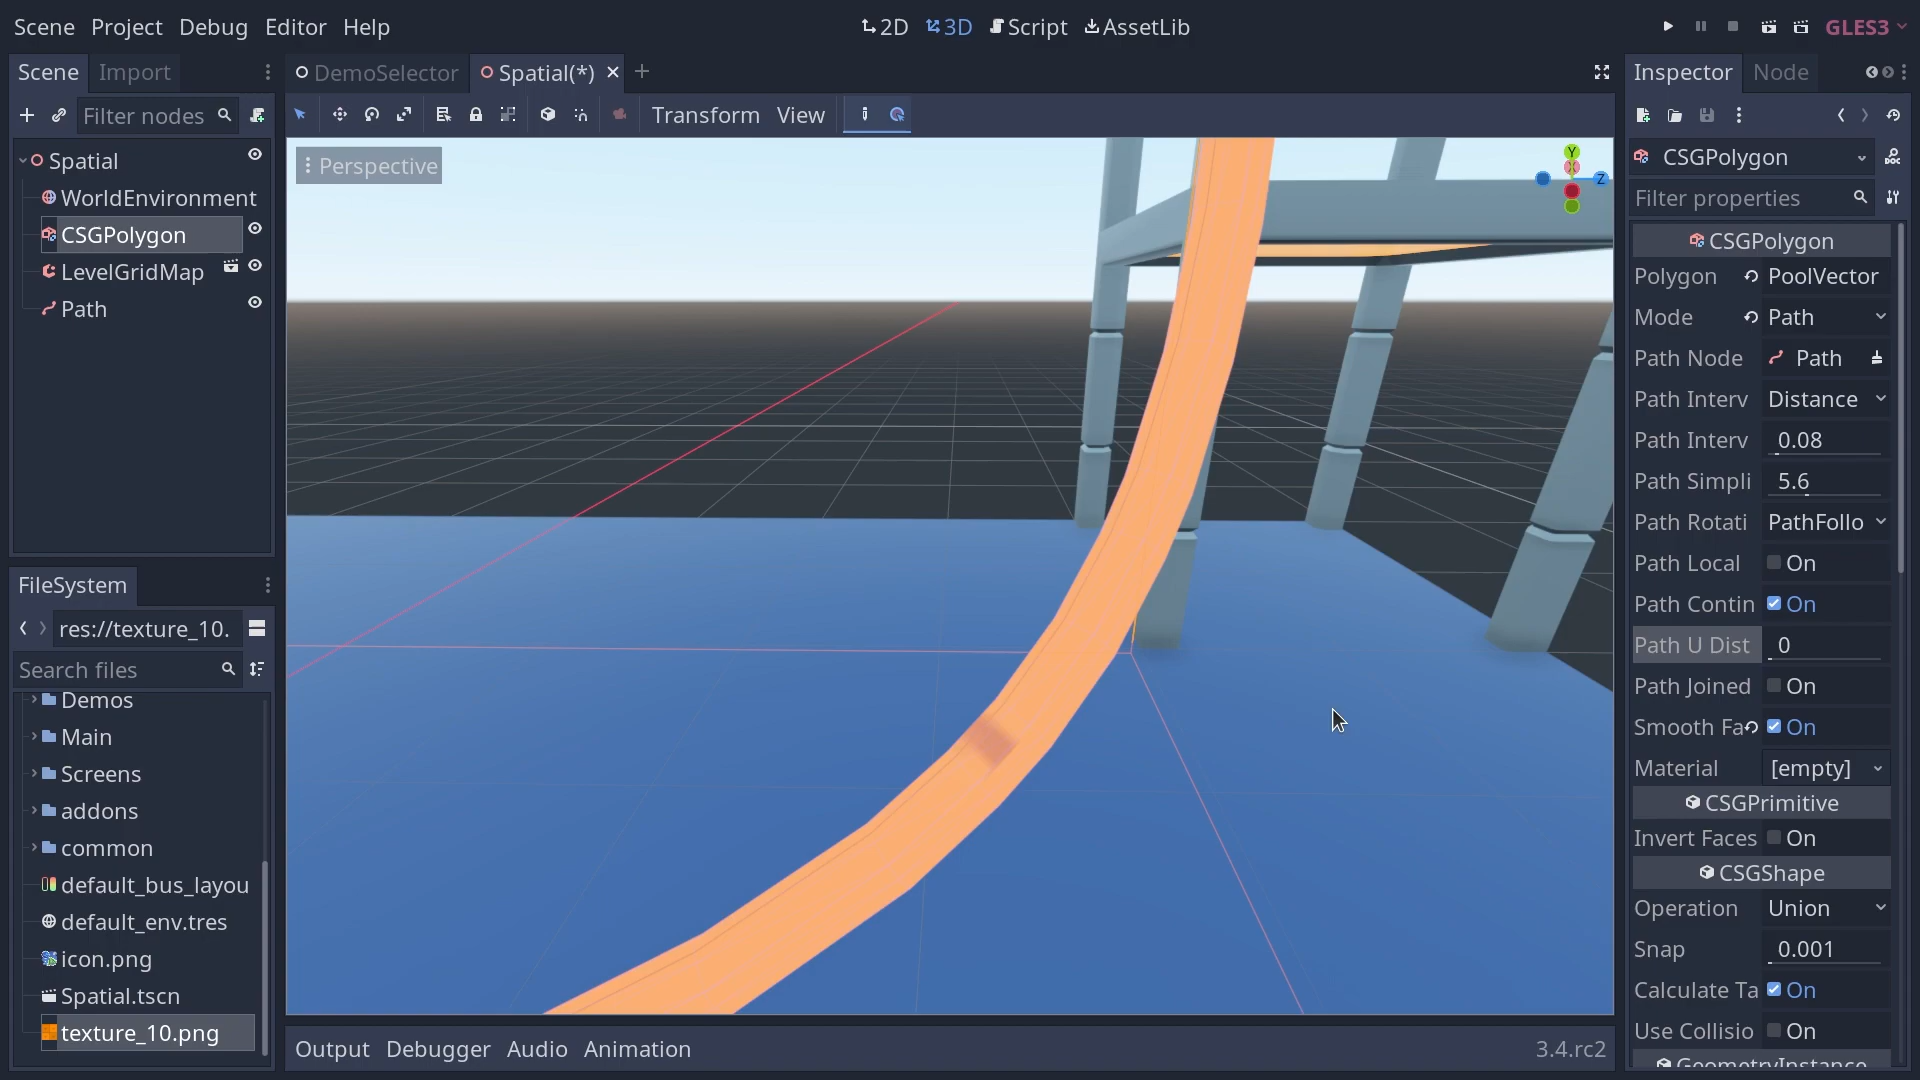 Scene Project Debug Editor Help
2D 3D Script AssetLib
GLES3
Scene Import
Filter nodes
Spatial
WorldEnvironment
CSGPolygon
LevelGridMap
Path
FileSystem
res://texture_10.
Search files
Demos
Main
Screens
addons
common
default_bus_layou
default_env.tres
icon.png
Spatial.tscn
texture_10.png
DemoSelector Spatial(*)
Transform View
Perspective
Y
X
Z
Output Debugger Audio Animation
3.4.rc2
Inspector Node
CSGPolygon
Filter properties
CSGPolygon
Polygon PoolVector
Mode Path
Path Node Path
Path Interv Distance
Path Interv 0.08
Path Simpli 5.6
Path Rotati PathFollo
Path Local On
Path Contin On
Path U Dist 0
Path Joined On
Smooth Fa On
Material [empty]
CSGPrimitive
Invert Faces On
CSGShape
Operation Union
Snap 0.001
Calculate Ta On
Use Collisio On
GeometryInstance